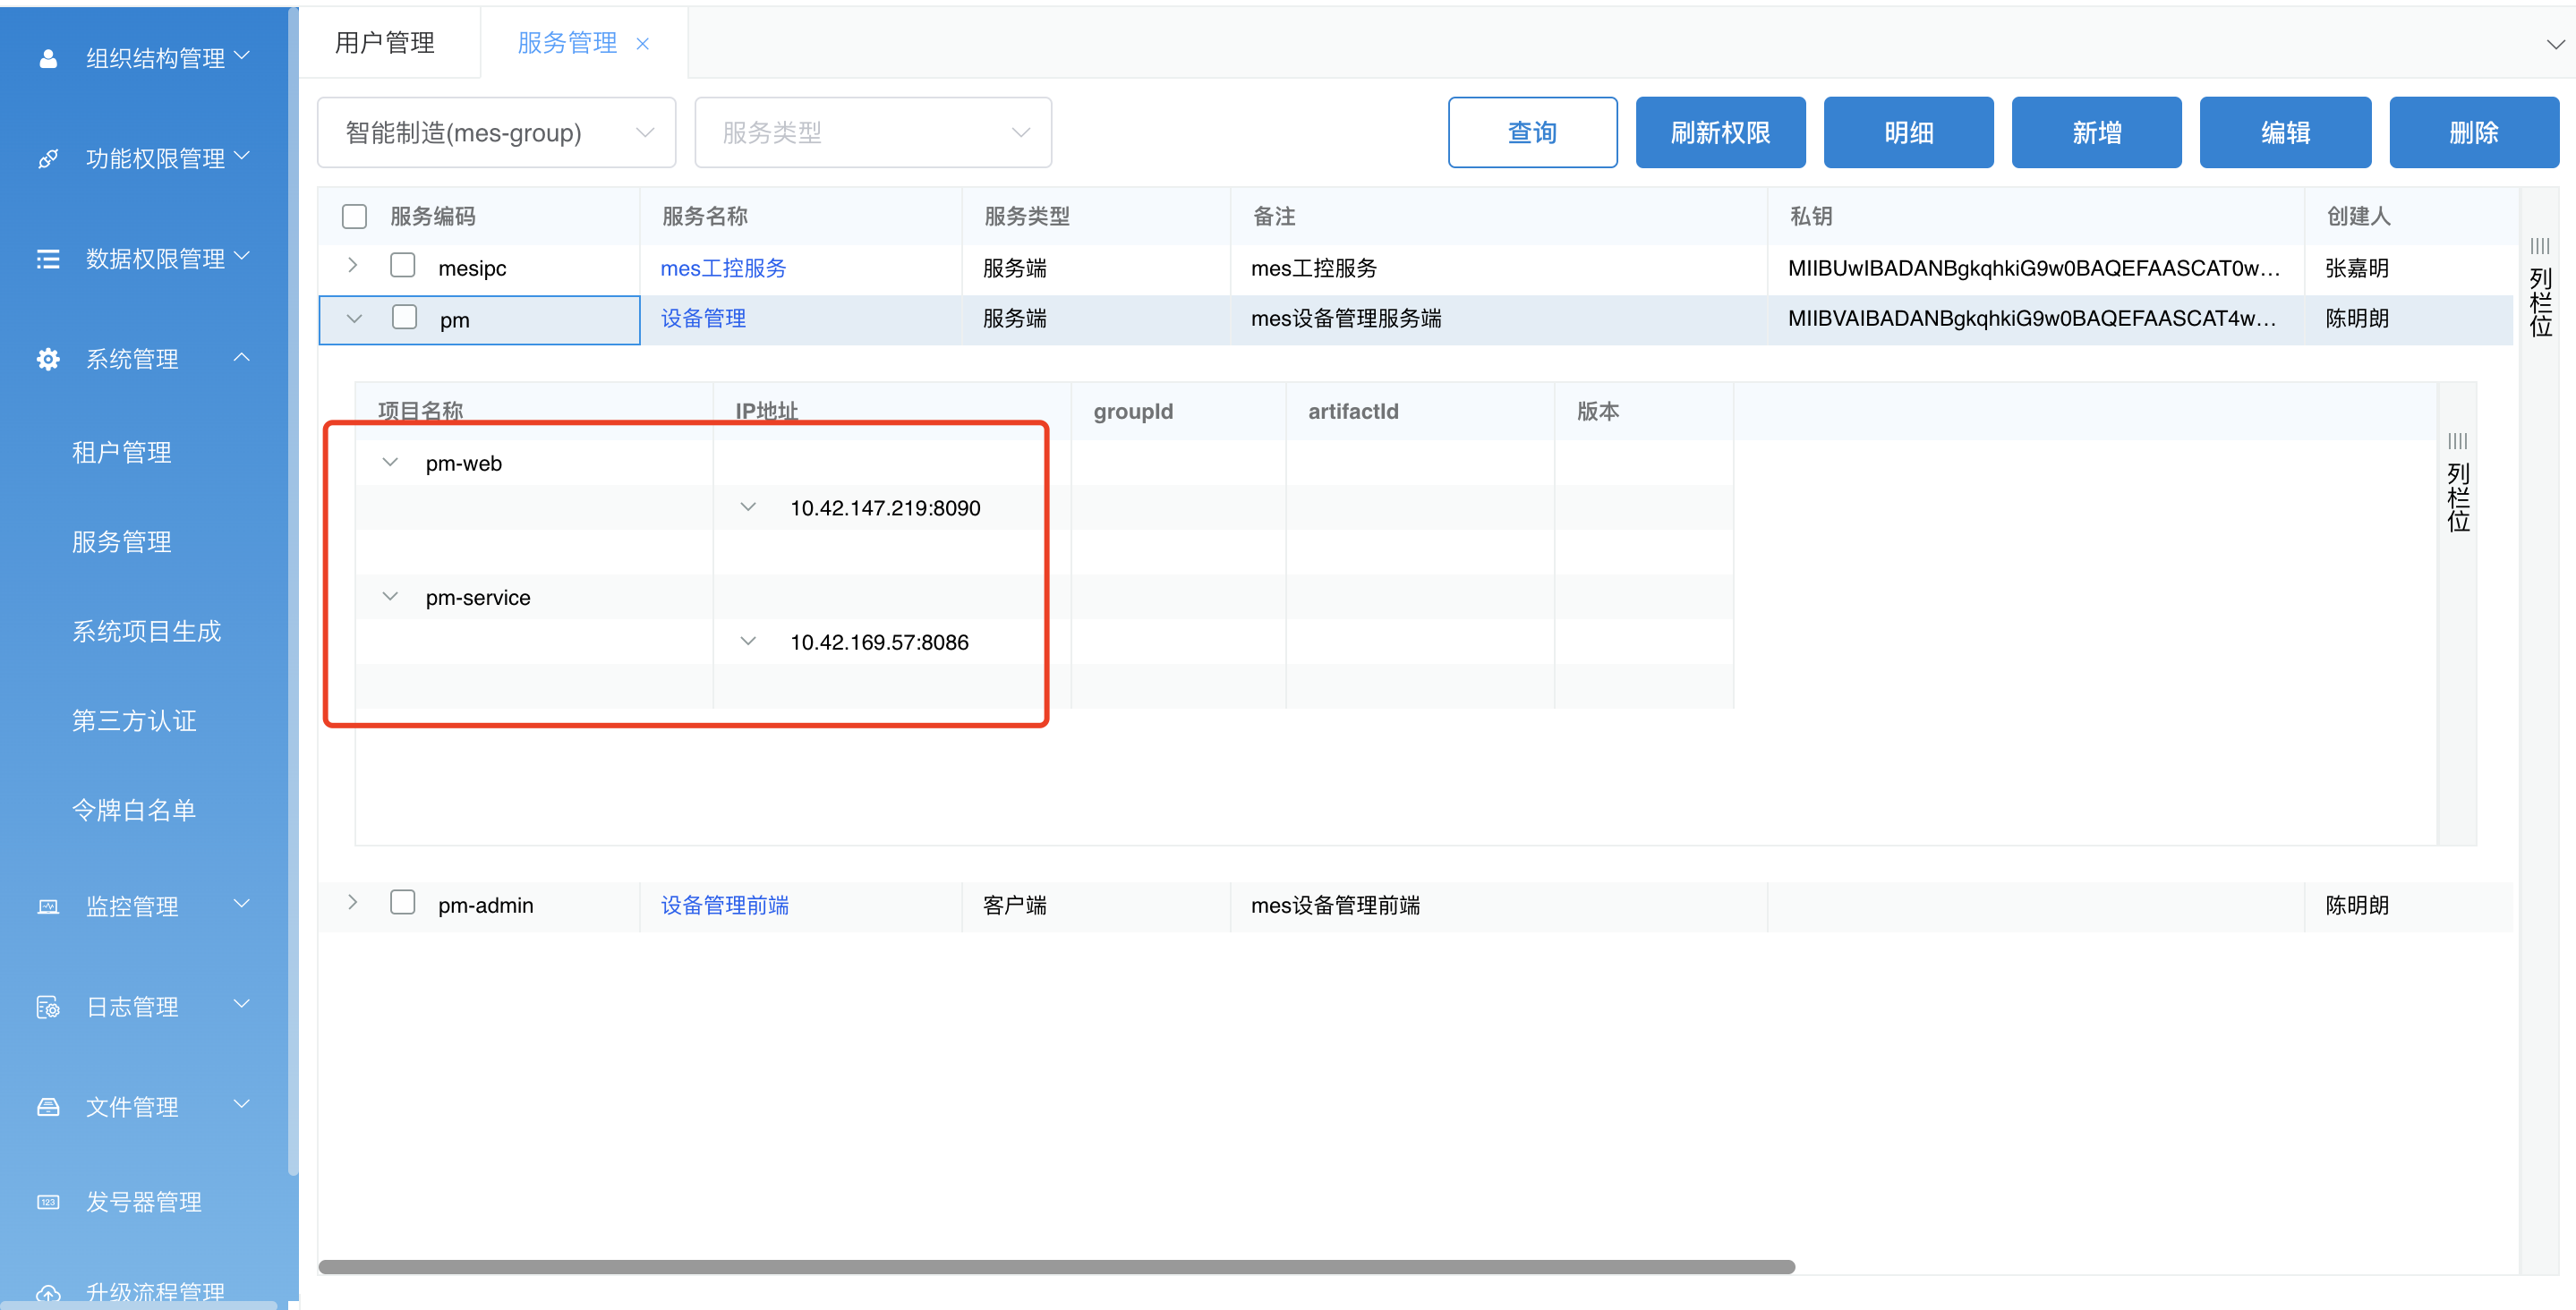 组织结构管理
功能权限管理
数据权限管理
系统管理
租户管理
服务管理
系统项目生成
第三方认证
令牌白名单
监控管理
日志管理
文件管理
123 发号器管理
升级流程管理
用户管理 服务管理 ×
智能制造(mes-group) 服务类型 查询 刷新权限 明细 新增 编辑 删除
服务编码 服务名称 服务类型 备注 私钥 创建人
mesipc mes工控服务 服务端 mes工控服务 MIIBUwIBADANBgkqhkiG9w0BAQEFAASCAT0w... 张嘉明
pm 设备管理 服务端 mes设备管理服务端 MIIBVAIBADANBgkqhkiG9w0BAQEFAASCAT4w... 陈明朗
项目名称 IP地址 groupId artifactId 版本
pm-web
10.42.147.219:8090
pm-service
10.42.169.57:8086
列栏位
pm-admin 设备管理前端 客户端 mes设备管理前端 陈明朗
列栏位